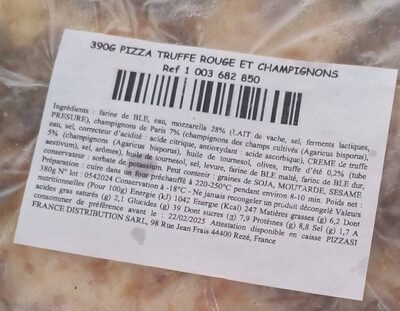 390G PIZZA TRUFFE ROUGE ET CHAMPIGNONS
Ref 1 003 682 850
Ingrédients : farine de BLE, eau, mozzarella 28% (LAIT de vache, sel, ferments lactiques,
PRESURE), champignons de Paris 7% (champignons des champs cultivés (Agaricus bisporus),
eau, sel, correcteur d'acidité : acide citrique, antioxydant : acide ascorbique), CREME de truffe
5% (champignons (Agaricus bisporus), huile de tournesol, olives, truffe d'été 0,2% (tube
aestivum), sel, arômes), huile de tournesol, sel, levure, farine de BLE malté, farine de BLE dur,
conservateur : sorbate de potassium. Peut contenir : graines de SOJA, MOUTARDE, SESAME
Préparation : cuire dans un four préchauffé à 220-250°C pendant environ 8-10 min. Poids net :
380g N° lot : 0542024 Conservation à -18°C - Ne jamais recongeler un produit décongelé Valeurs
nutritionnelles (Pour 100g) Energie (kJ) 1042 Energie (Kcal) 247 Matières grasses (g) 6,2 Dont
acides gras saturés (g) 2,1 Glucides (g) 39 Dont sucres (g) 7,9 Protéines (g) 8,8 Sel (g) 1,7 A
consommer de préférence avant le : 22/02/2025 Attestation disponible en caisse PIZZASI
FRANCE DISTRIBUTION SARL, 98 Rue Jean Frais 44400 Rezé, France